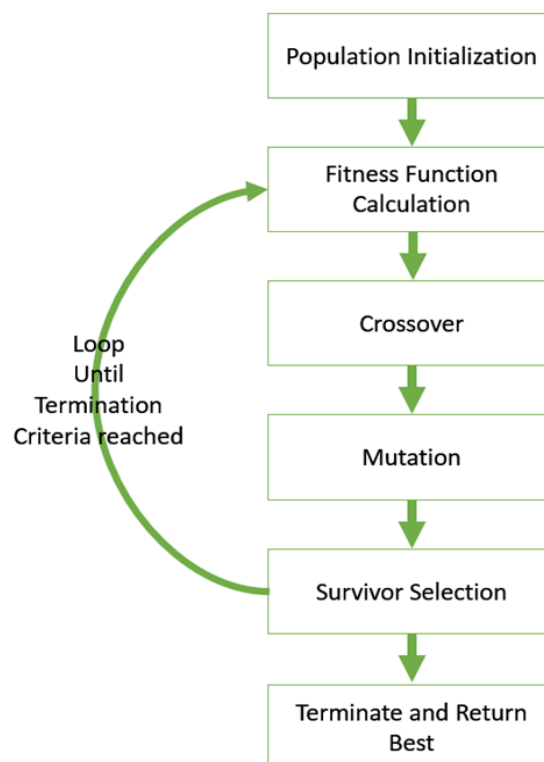 Population Initialization
Fitness Function
Calculation
Crossover
Loop
Until
Termination
Criteria reached
Mutation
Survivor Selection
Terminate and Return
Best